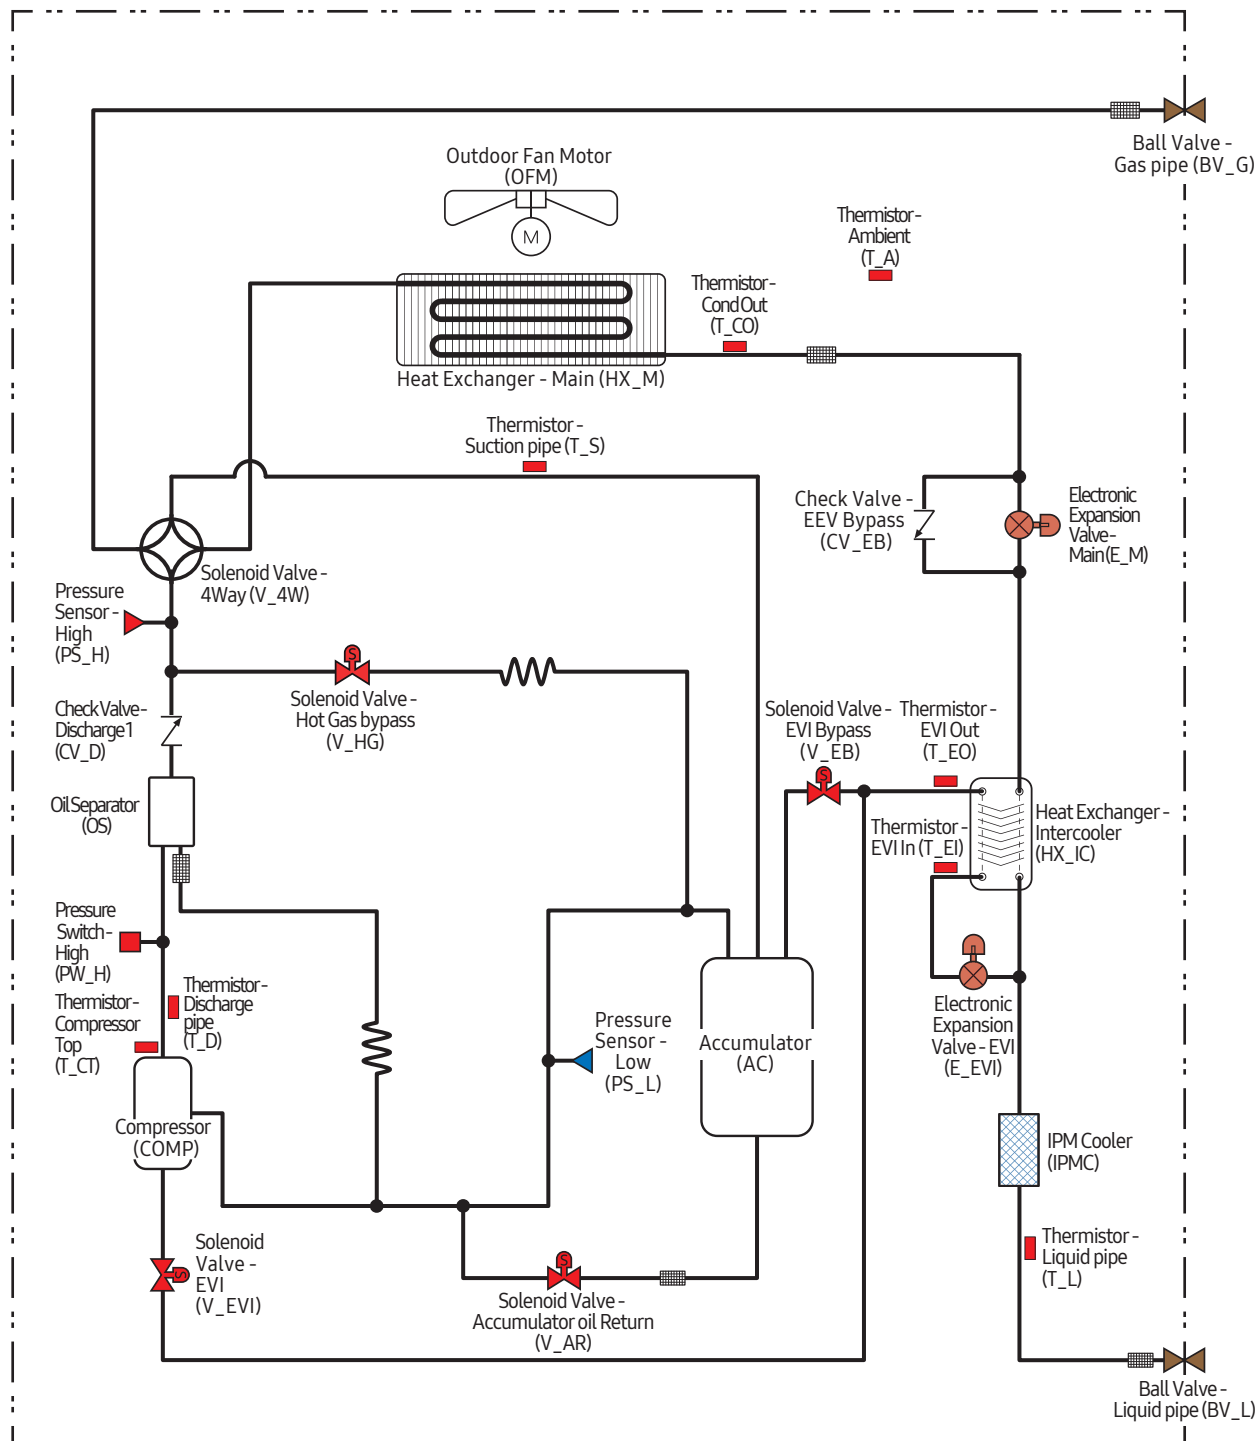 Ball Valve -
Gas pipe (BV_G)
Outdoor Fan Motor
(OFM)
M
Thermistor -
Ambient
(T_A)
Thermistor -
Cond Out
(T_CO)
Heat Exchanger - Main (HX_M)
Thermistor -
Suction pipe (T_S)
Check Valve -
EEV Bypass
(CV_EB)
Electronic
Expansion
Valve -
Main (E_M)
Solenoid Valve -
4Way (V_4W)
Pressure
Sensor -
High
(PS_H)
S
Solenoid Valve -
Hot Gas bypass
(V_HG)
Check Valve -
Discharge1
(CV_D)
Solenoid Valve -
EVI Bypass
(V_EB)
S
Thermistor -
EVI Out
(T_EO)
Oil Separator
(OS)
Thermistor -
EVI In (T_EI)
Heat Exchanger -
Intercooler
(HX_IC)
Pressure
Switch -
High
(PW_H)
Thermistor -
Discharge
pipe
(T_D)
Thermistor -
Compressor
Top
(T_CT)
Pressure
Sensor -
Low
(PS_L)
Accumulator
(AC)
Electronic
Expansion
Valve - EVI
(E_EVI)
Compressor
(COMP)
IPM Cooler
(IPMC)
Solenoid
Valve -
EVI
(V_EVI)
S
S
Solenoid Valve -
Accumulator oil Return
(V_AR)
Thermistor -
Liquid pipe
(T_L)
Ball Valve -
Liquid pipe (BV_L)